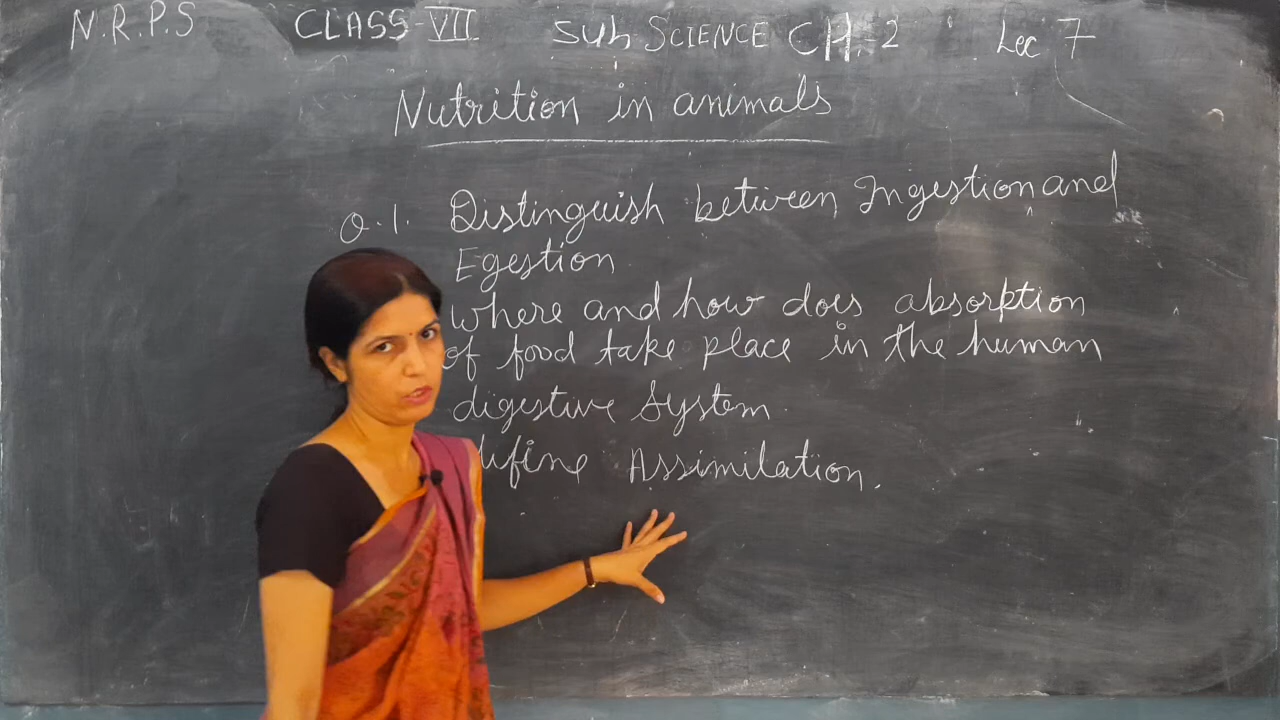 N.R.P.S CLASS-VII Sub SCIENCE CH.-2 Lec 7
Nutrition in animals
Q.1. Distinguish between Ingestion and
Egestion
where and how does absorption
of food take place in the human
digestive System.
Assimilation.